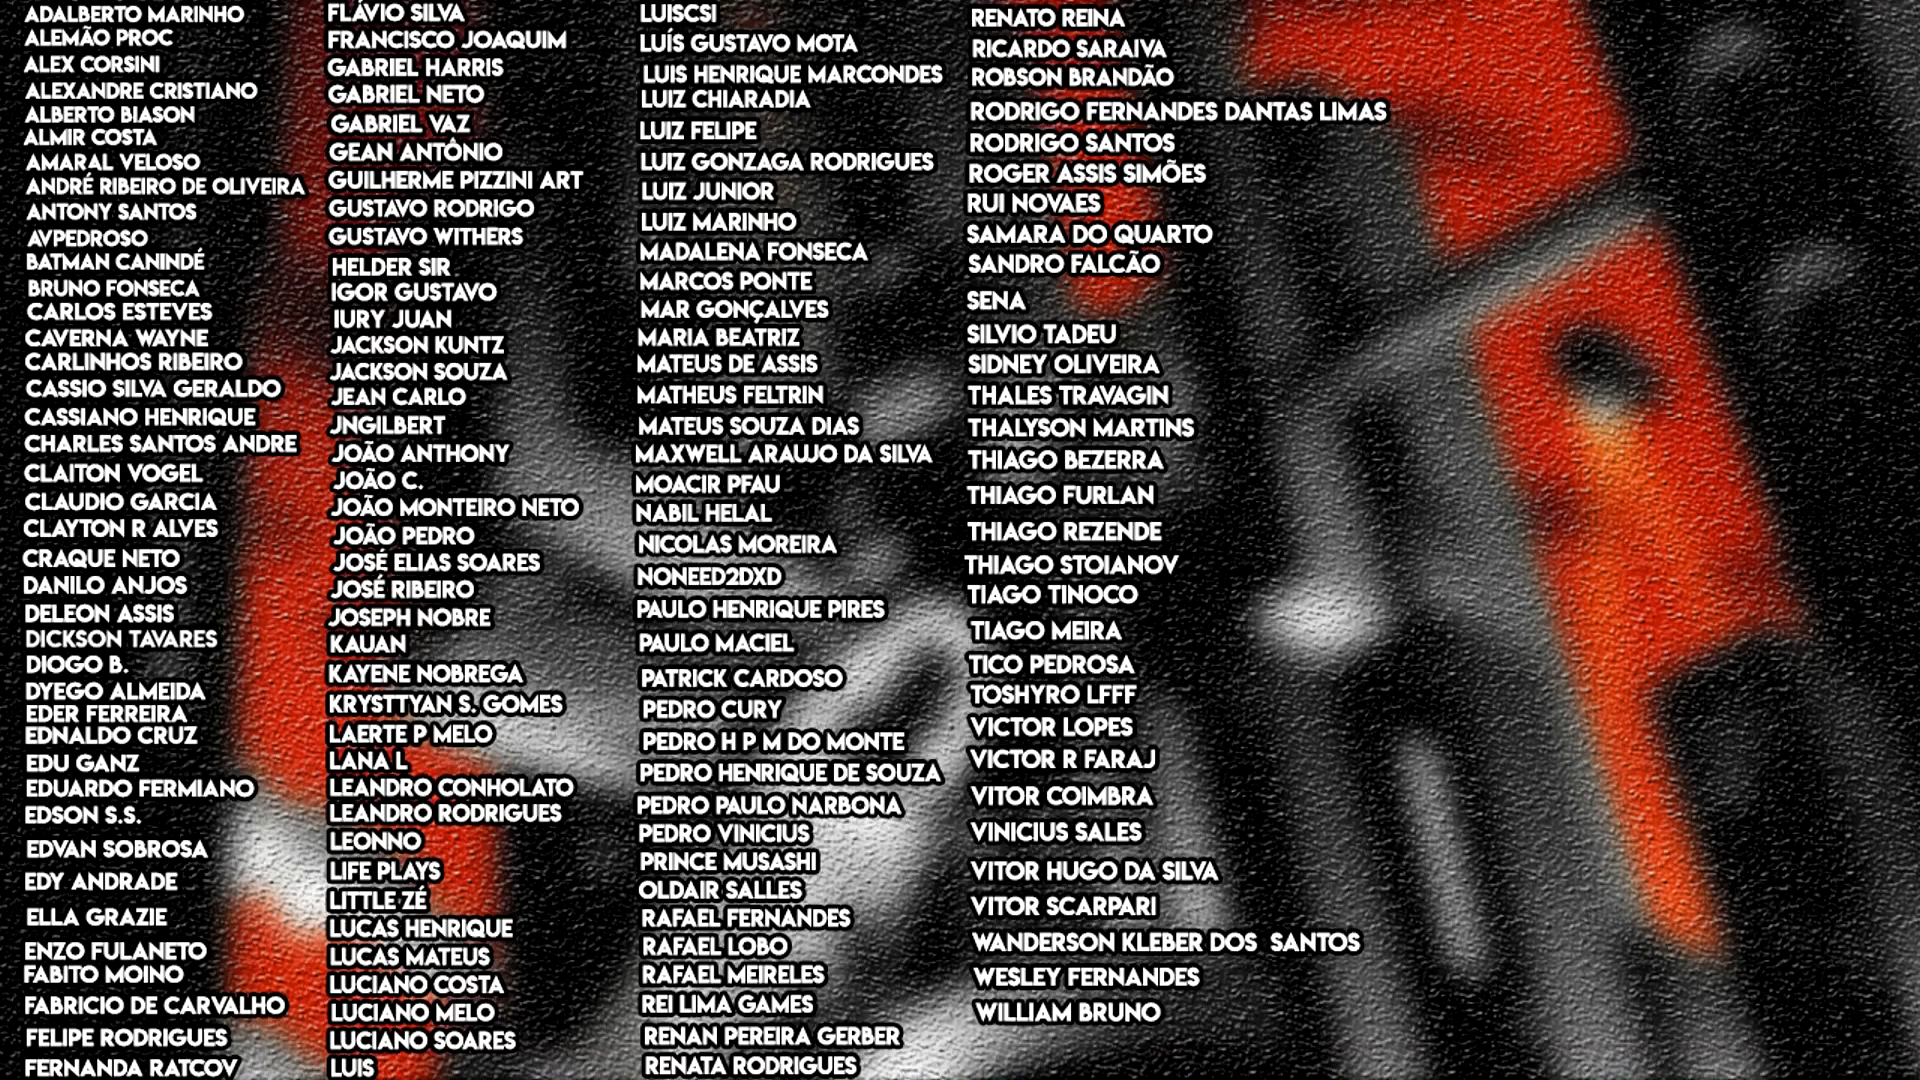 ADALBERTO MARINHO
ALEMÃO PROC
ALEX CORSINI
ALEXANDRE CRISTIANO
ALBERTO BIASON
ALMIR COSTA
AMARAL VELOSO
ANDRÉ RIBEIRO DE OLIVEIRA
ANTONY SANTOS
AVPEDROSO
BATMAN CANINDÉ
BRUNO FONSECA
CARLOS ESTEVES
CAVERNA WAYNE
CARLINHOS RIBEIRO
CASSIO SILVA GERALDO
CASSIANO HENRIQUE
CHARLES SANTOS ANDRE
CLAITON VOGEL
CLAUDIO GARCIA
CLAYTON R ALVES
CRAQUE NETO
DANILO ANJOS
DELEON ASSIS
DICKSON TAVARES
DIOGO B.
DYEGO ALMEIDA
EDER FERREIRA
EDNALDO CRUZ
EDU GANZ
EDUARDO FERMIANO
EDSON S.S.
EDVAN SOBROSA
EDY ANDRADE
ELLA GRAZIE
ENZO FULANETO
FABITO MOINO
FABRICIO DE CARVALHO
FELIPE RODRIGUES
FERNANDA RATCOV
FLÁVIO SILVA
FRANCISCO JOAQUIM
GABRIEL HARRIS
GABRIEL NETO
GABRIEL VAZ
GEAN ANTÔNIO
GUILHERME PIZZINI ART
GUSTAVO RODRIGO
GUSTAVO WITHERS
HELDER SIR
IGOR GUSTAVO
IURY JUAN
JACKSON KUNTZ
JACKSON SOUZA
JEAN CARLO
JNGILBERT
JOÃO ANTHONY
JOÃO C.
JOÃO MONTEIRO NETO
JOÃO PEDRO
JOSÉ ELIAS SOARES
JOSÉ RIBEIRO
JOSEPH NOBRE
KAUAN
KAYENE NOBREGA
KRYSTTYAN S. GOMES
LAERTE P MELO
LANA L
LEANDRO CONHOLATO
LEANDRO RODRIGUES
LEONNO
LIFE PLAYS
LITTLE ZÉ
LUCAS HENRIQUE
LUCAS MATEUS
LUCIANO COSTA
LUCIANO MELO
LUCIANO SOARES
LUIS
LUISCSI
LUÍS GUSTAVO MOTA
LUIS HENRIQUE MARCONDES
LUIZ CHIARADIA
LUIZ FELIPE
LUIZ GONZAGA RODRIGUES
LUIZ JUNIOR
LUIZ MARINHO
MADALENA FONSECA
MARCOS PONTE
MAR GONÇALVES
MARIA BEATRIZ
MATEUS DE ASSIS
MATHEUS FELTRIN
MATEUS SOUZA DIAS
MAXWELL ARAUJO DA SILVA
MOACIR PFAU
NABIL HELAL
NICOLAS MOREIRA
NONEED2DXD
PAULO HENRIQUE PIRES
PAULO MACIEL
PATRICK CARDOSO
PEDRO CURY
PEDRO H P M DO MONTE
PEDRO HENRIQUE DE SOUZA
PEDRO PAULO NARBONA
PEDRO VINICIUS
PRINCE MUSASHI
OLDAIR SALLES
RAFAEL FERNANDES
RAFAEL LOBO
RAFAEL MEIRELES
REI LIMA GAMES
RENAN PEREIRA GERBER
RENATA RODRIGUES
RENATO REINA
RICARDO SARAIVA
ROBSON BRANDÃO
RODRIGO FERNANDES DANTAS LIMAS
RODRIGO SANTOS
ROGER ASSIS SIMÕES
RUI NOVAES
SAMARA DO QUARTO
SANDRO FALCÃO
SENA
SILVIO TADEU
SIDNEY OLIVEIRA
THALES TRAVAGIN
THALYSON MARTINS
THIAGO BEZERRA
THIAGO FURLAN
THIAGO REZENDE
THIAGO STOIANOV
TIAGO TINOCO
TIAGO MEIRA
TICO PEDROSA
TOSHYRO LFFF
VICTOR LOPES
VICTOR R FARAJ
VITOR COIMBRA
VINICIUS SALES
VITOR HUGO DA SILVA
VITOR SCARPARI
WANDERSON KLEBER DOS  SANTOS
WESLEY FERNANDES
WILLIAM BRUNO